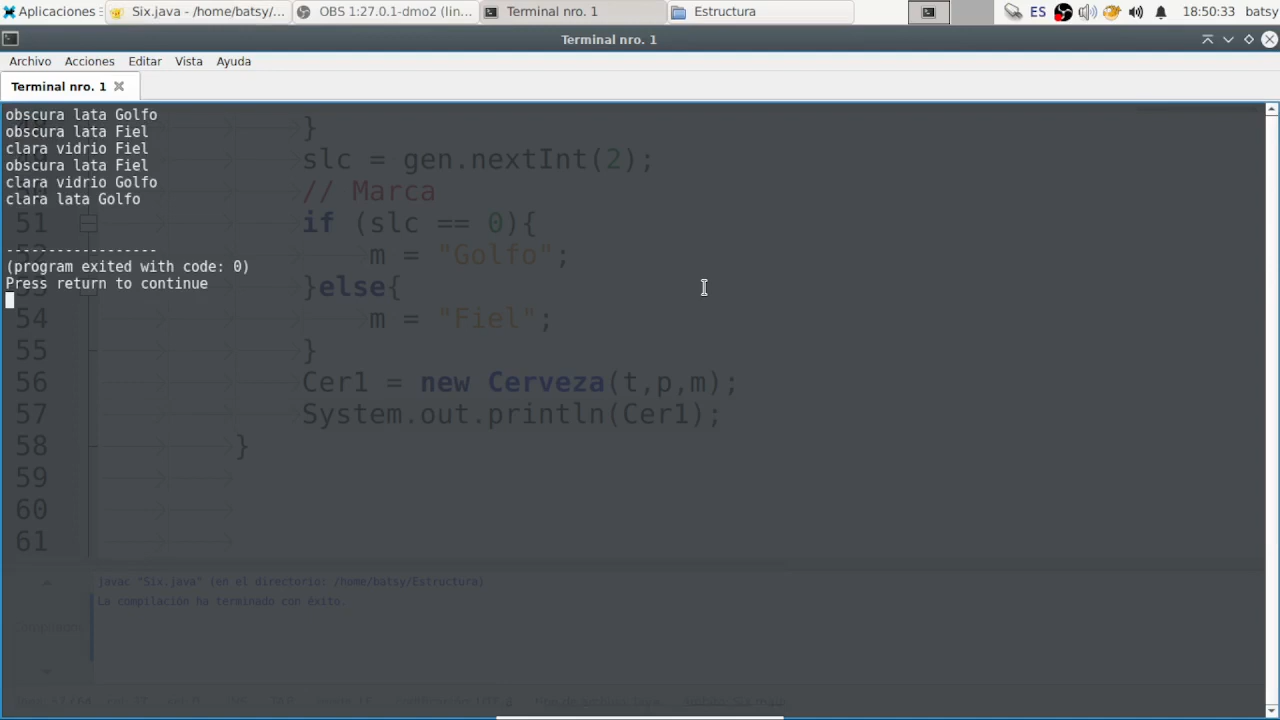 Aplicaciones
Six.java - /home/batsy/...
OBS 1:27.0.1-dmo2 (lin...
Terminal nro. 1
Estructura
ES
18:50:33
batsy
Terminal nro. 1
Archivo Acciones Editar Vista Ayuda
Terminal nro. 1
obscura lata Golfo
obscura lata Fiel
clara vidrio Fiel
obscura lata Fiel
clara vidrio Golfo
clara lata Golfo
------------------
(program exited with code: 0)
Press return to continue
}
slc = gen.nextInt(2);
// Marca
51 if (slc == 0){
m = "Golfo";
}else{
54 m = "Fiel";
55 }
56 Cer1 = new Cerveza(t,p,m);
57 System.out.println(Cer1);
58 }
59
60
61
javac "Six.java" (en el directorio: /home/batsy/Estructura)
La compilación ha terminado con éxito.